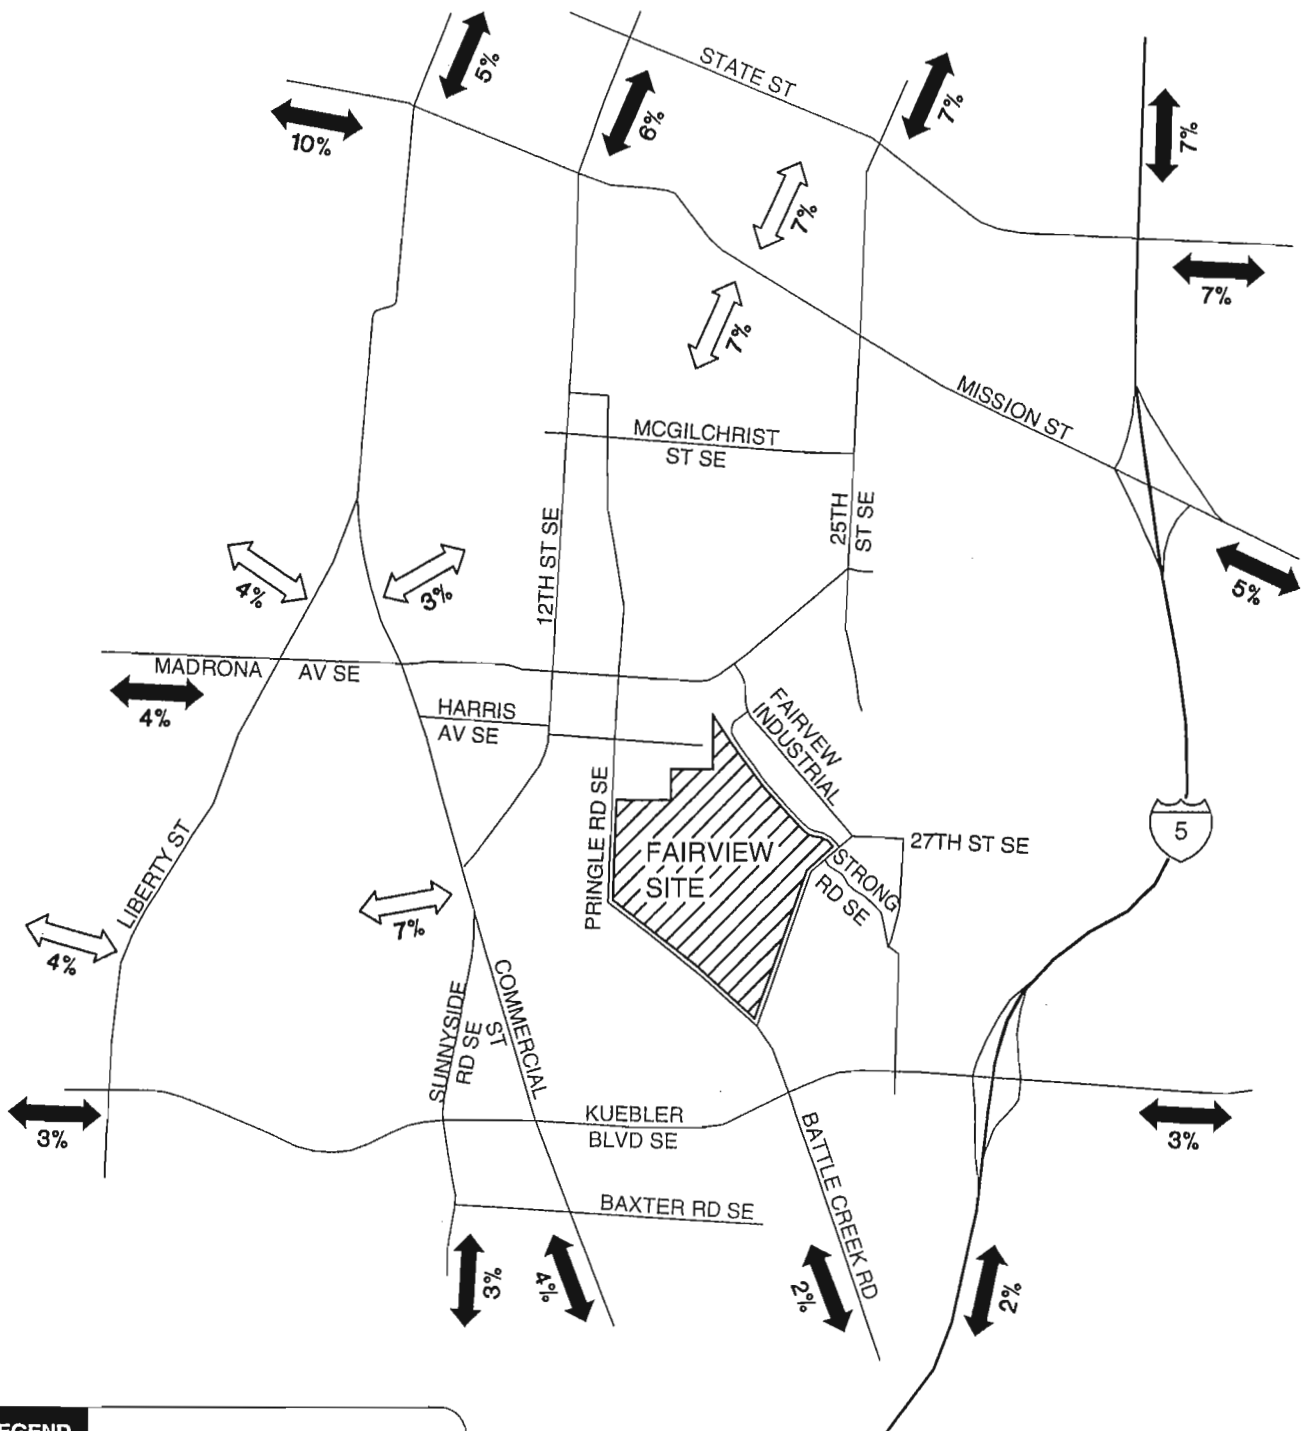 5%
STATE ST
7%
10%
6%
7%
7%
7%
7%
MISSION ST
MCGILCHRIST
ST SE
12TH ST SE
25TH
ST SE
4%
3%
5%
MADRONA AV SE
4%
HARRIS
AV SE
FAIRVIEW
INDUSTRIAL
PRINGLE RD SE
5
27TH ST SE
FAIRVIEW
SITE
STRONG
RD SE
LIBERTY ST
7%
4%
SUNNYSIDE
RD SE
COMMERCIAL
ST
3%
KUEBLER
BLVD SE
3%
BATTLE CREEK RD
BAXTER RD SE
3%
4%
2%
2%